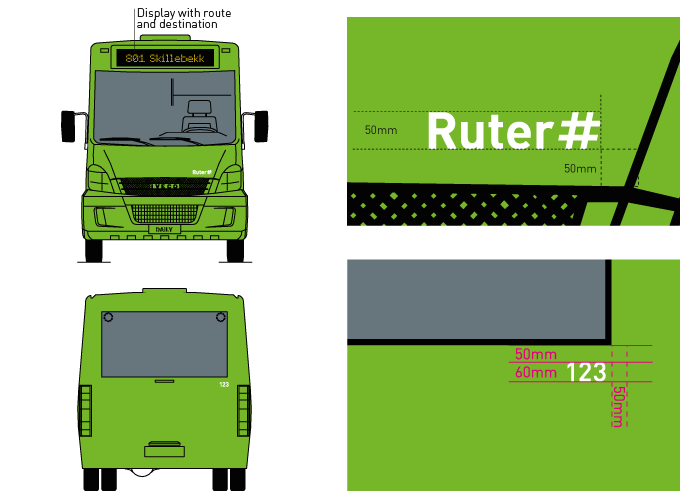 Display with route
and destination
801 Skillebekk
Ruter#
IVECO
DAILY
50mm
Ruter#
50mm
123
50mm
60mm
123
50mm